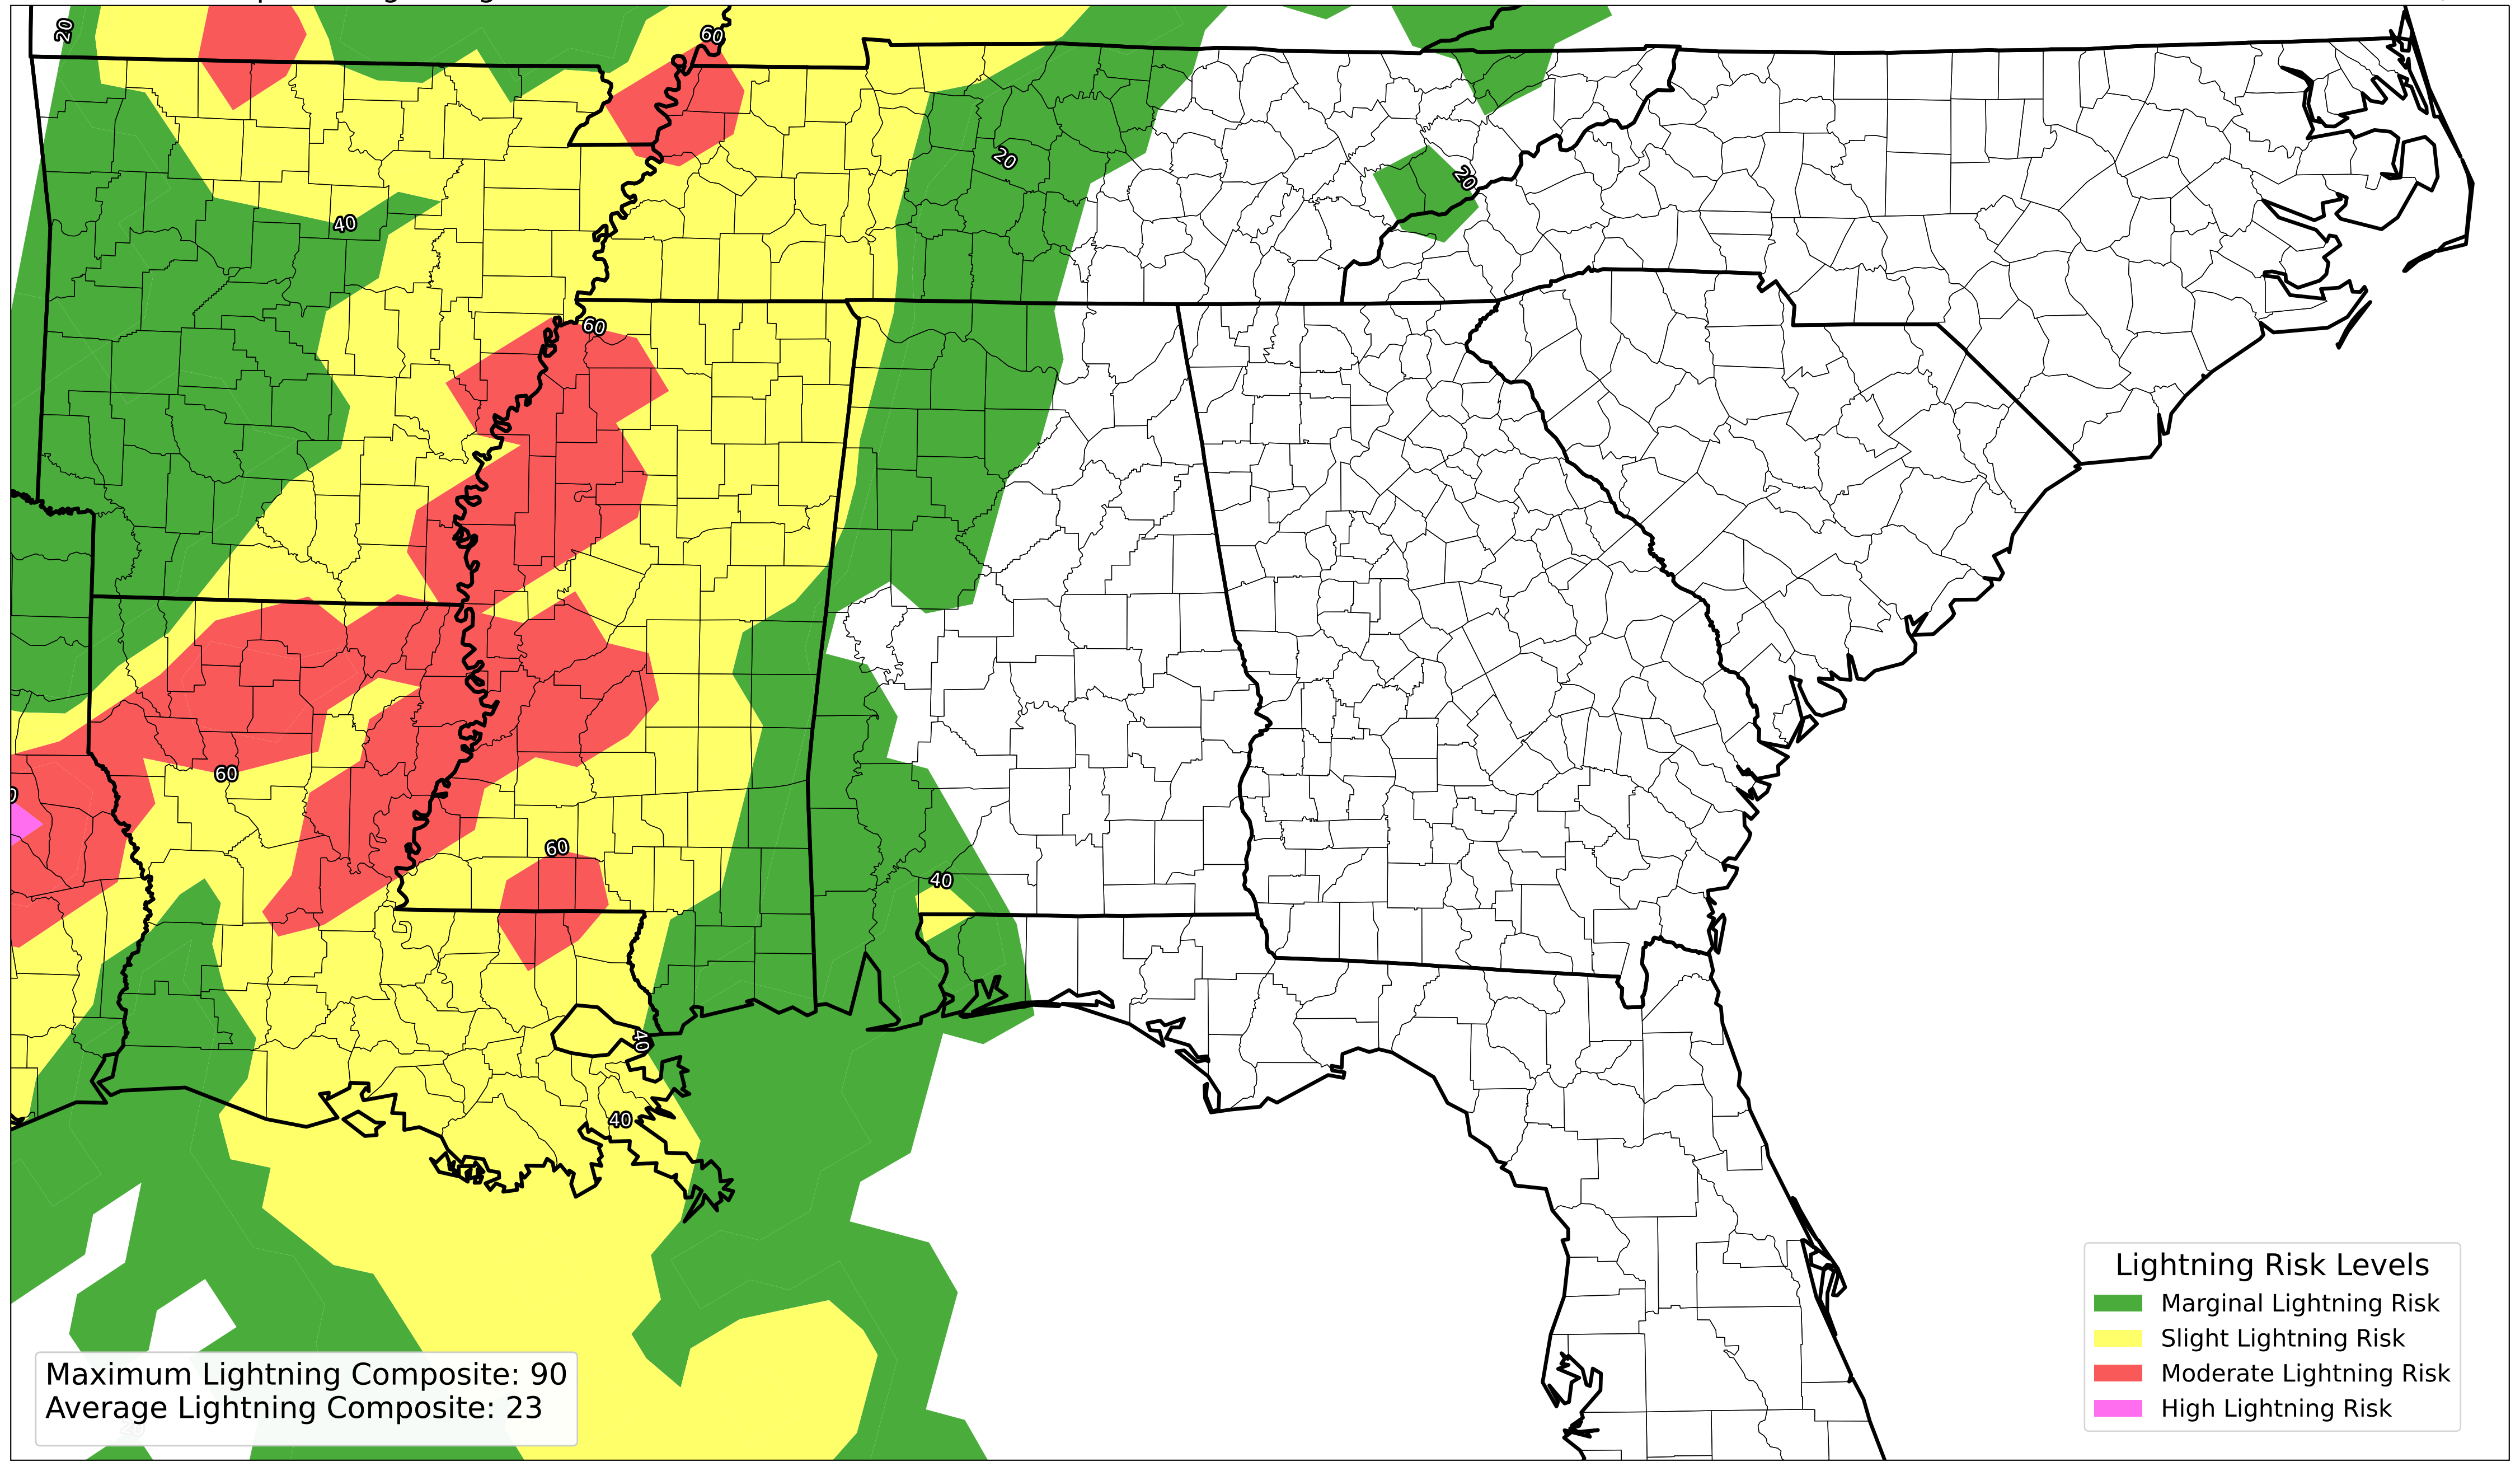 20
60
20
20
40
60
60
60
40
40
40
Maximum Lightning Composite: 90
Average Lightning Composite: 23
Lightning Risk Levels
Marginal Lightning Risk
Slight Lightning Risk
Moderate Lightning Risk
High Lightning Risk